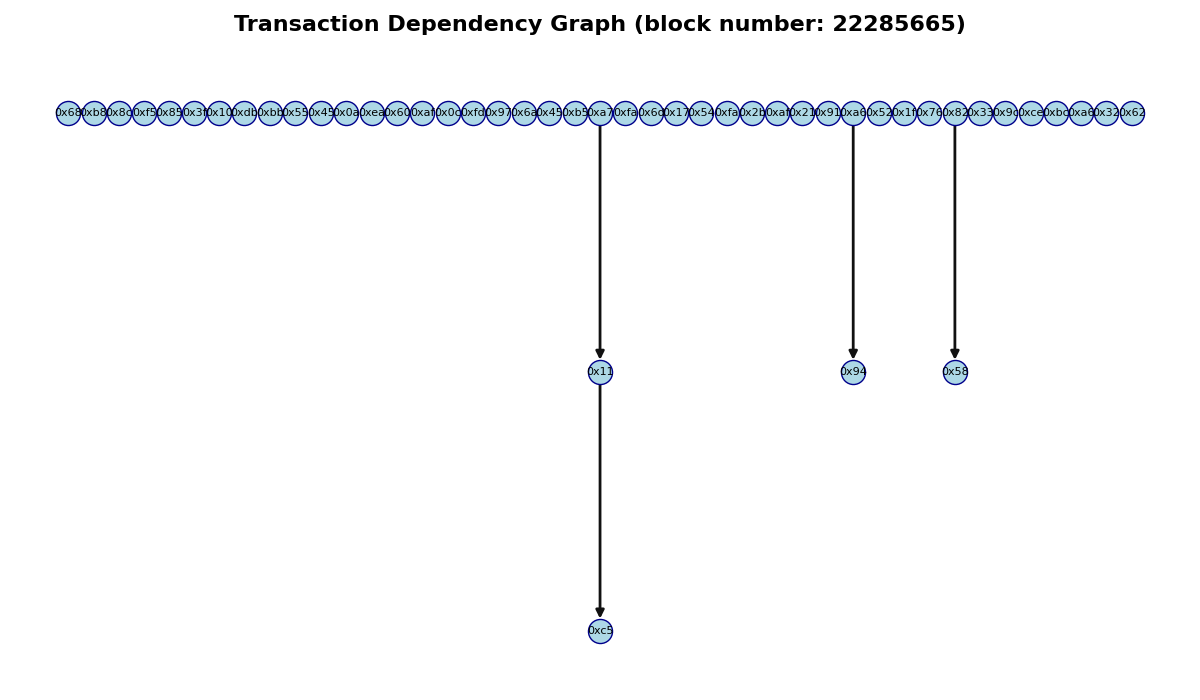 Transaction Dependency Graph (block number: 22285665)
0x68 0xb8 0x8c 0xf5 0x85 0x3f 0x10 0xdb 0xbb 0x55 0x45 0x0a 0xea 0x60 0xaf 0x0c 0xfd 0x97 0x6a 0x45 0xb5 0xa7 0xfa 0x6c 0x17 0x54 0xfa 0x2b 0xaf 0x21 0x91 0xa6 0x52 0x1f 0x76 0x82 0x33 0x9c 0xce 0xbc 0xa6 0x32 0x62
0x11 0x94 0x58
0xc5